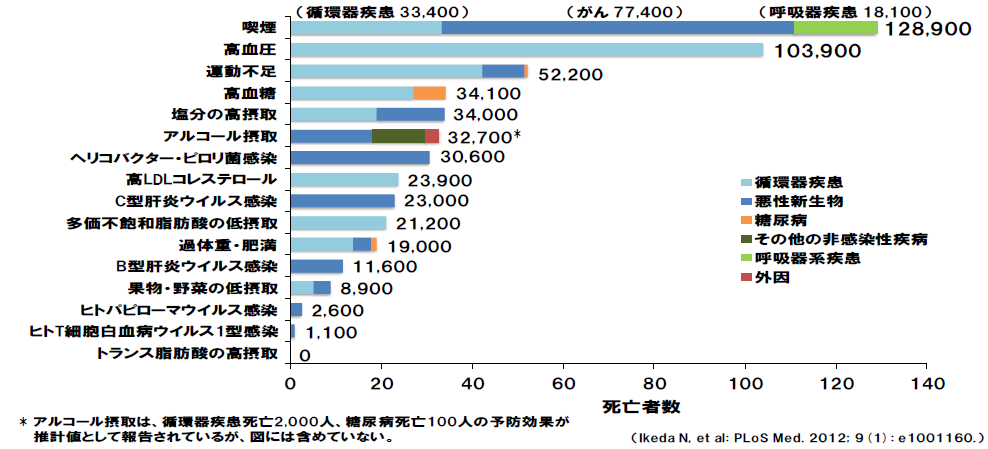 （循環器疾患 33,400）　（がん 77,400）　（呼吸器疾患 18,100）
喫煙 128,900
高血圧 103,900
運動不足 52,200
高血糖 34,100
塩分の高摂取 34,000
アルコール摂取 32,700*
ヘリコバクター・ピロリ菌感染 30,600
高LDLコレステロール 23,900
C型肝炎ウイルス感染 23,000
多価不飽和脂肪酸の低摂取 21,200
過体重・肥満 19,000
B型肝炎ウイルス感染 11,600
果物・野菜の低摂取 8,900
ヒトパピローマウイルス感染 2,600
ヒトT細胞白血病ウイルス1型感染 1,100
トランス脂肪酸の高摂取 0
循環器疾患
悪性新生物
糖尿病
その他の非感染性疾病
呼吸器系疾患
外因
0 20 40 60 80 100 120 140
死亡者数
* アルコール摂取は、循環器疾患死亡2,000人、糖尿病死亡100人の予防効果が
推計値として報告されているが、図には含めていない。
（Ikeda N, et al: PLoS Med. 2012; 9（1）: e1001160.）